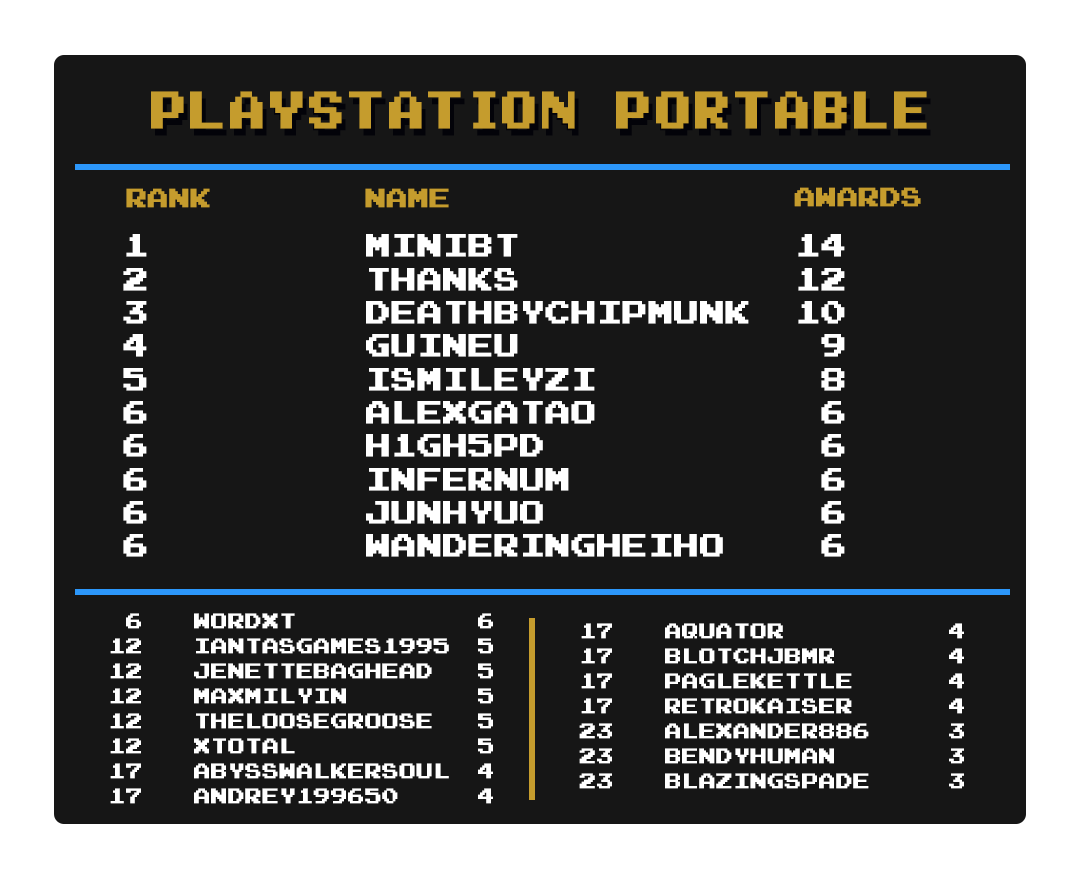 PLAYSTATION PORTABLE
RANK NAME AWARDS
1 MINIBT 14
2 THANKS 12
3 DEATHBYCHIPMUNK 10
4 GUINEU 9
5 ISMILEYZI 8
6 ALEXGATAO 6
6 H1GH5PD 6
6 INFERNUM 6
6 JUNHYUO 6
6 WANDERINGHEIHO 6
6 WORDXT 6
12 IANTASGAMES1995 5
12 JENETTEBAGHEAD 5
12 MAXMILYIN 5
12 THELOOSEGROOSE 5
12 XTOTAL 5
17 ABYSSWALKERSOUL 4
17 ANDREY199650 4
17 AQUATOR 4
17 BLOTCHJBMR 4
17 PAGLEKETTLE 4
17 RETROKAISER 4
23 ALEXANDER886 3
23 BENDYHUMAN 3
23 BLAZINGSPADE 3